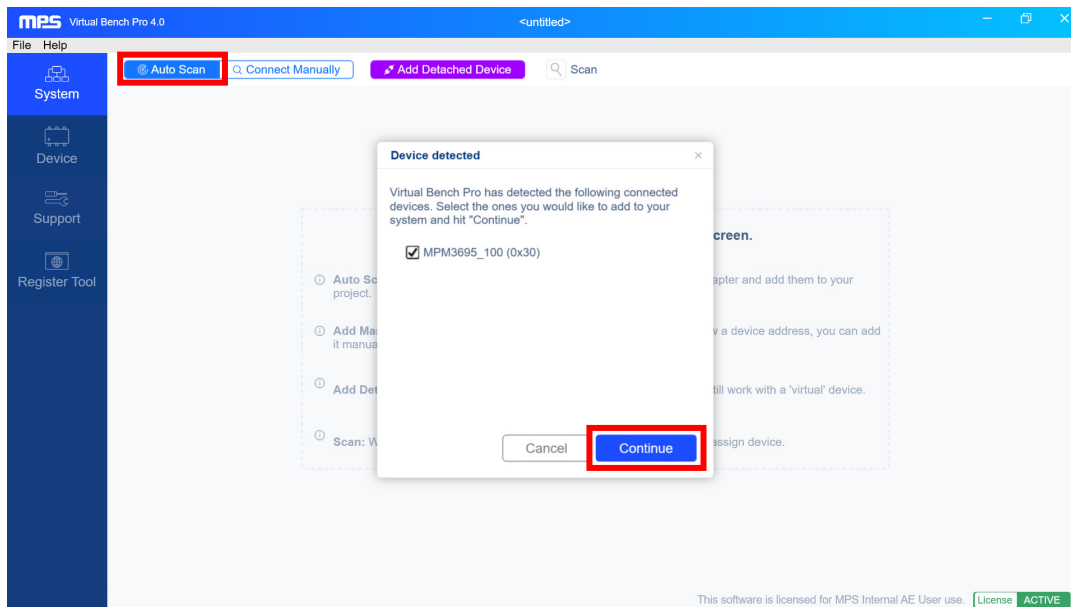 MPS Virtual Bench Pro 4.0
<untitled>
File Help
System
Device
Support
Register Tool
Auto Scan
Connect Manually
Add Detached Device
Scan
Device detected
Virtual Bench Pro has detected the following connected
devices. Select the ones you would like to add to your
system and hit "Continue".
MPM3695_100 (0x30)
Cancel
Continue
creen.
Auto Sc
apter and add them to your
project.
Add Ma
a device address, you can add
it manua
Add Det
till work with a 'virtual' device.
Scan: W
assign device.
This software is licensed for MPS Internal AE User use.
License ACTIVE